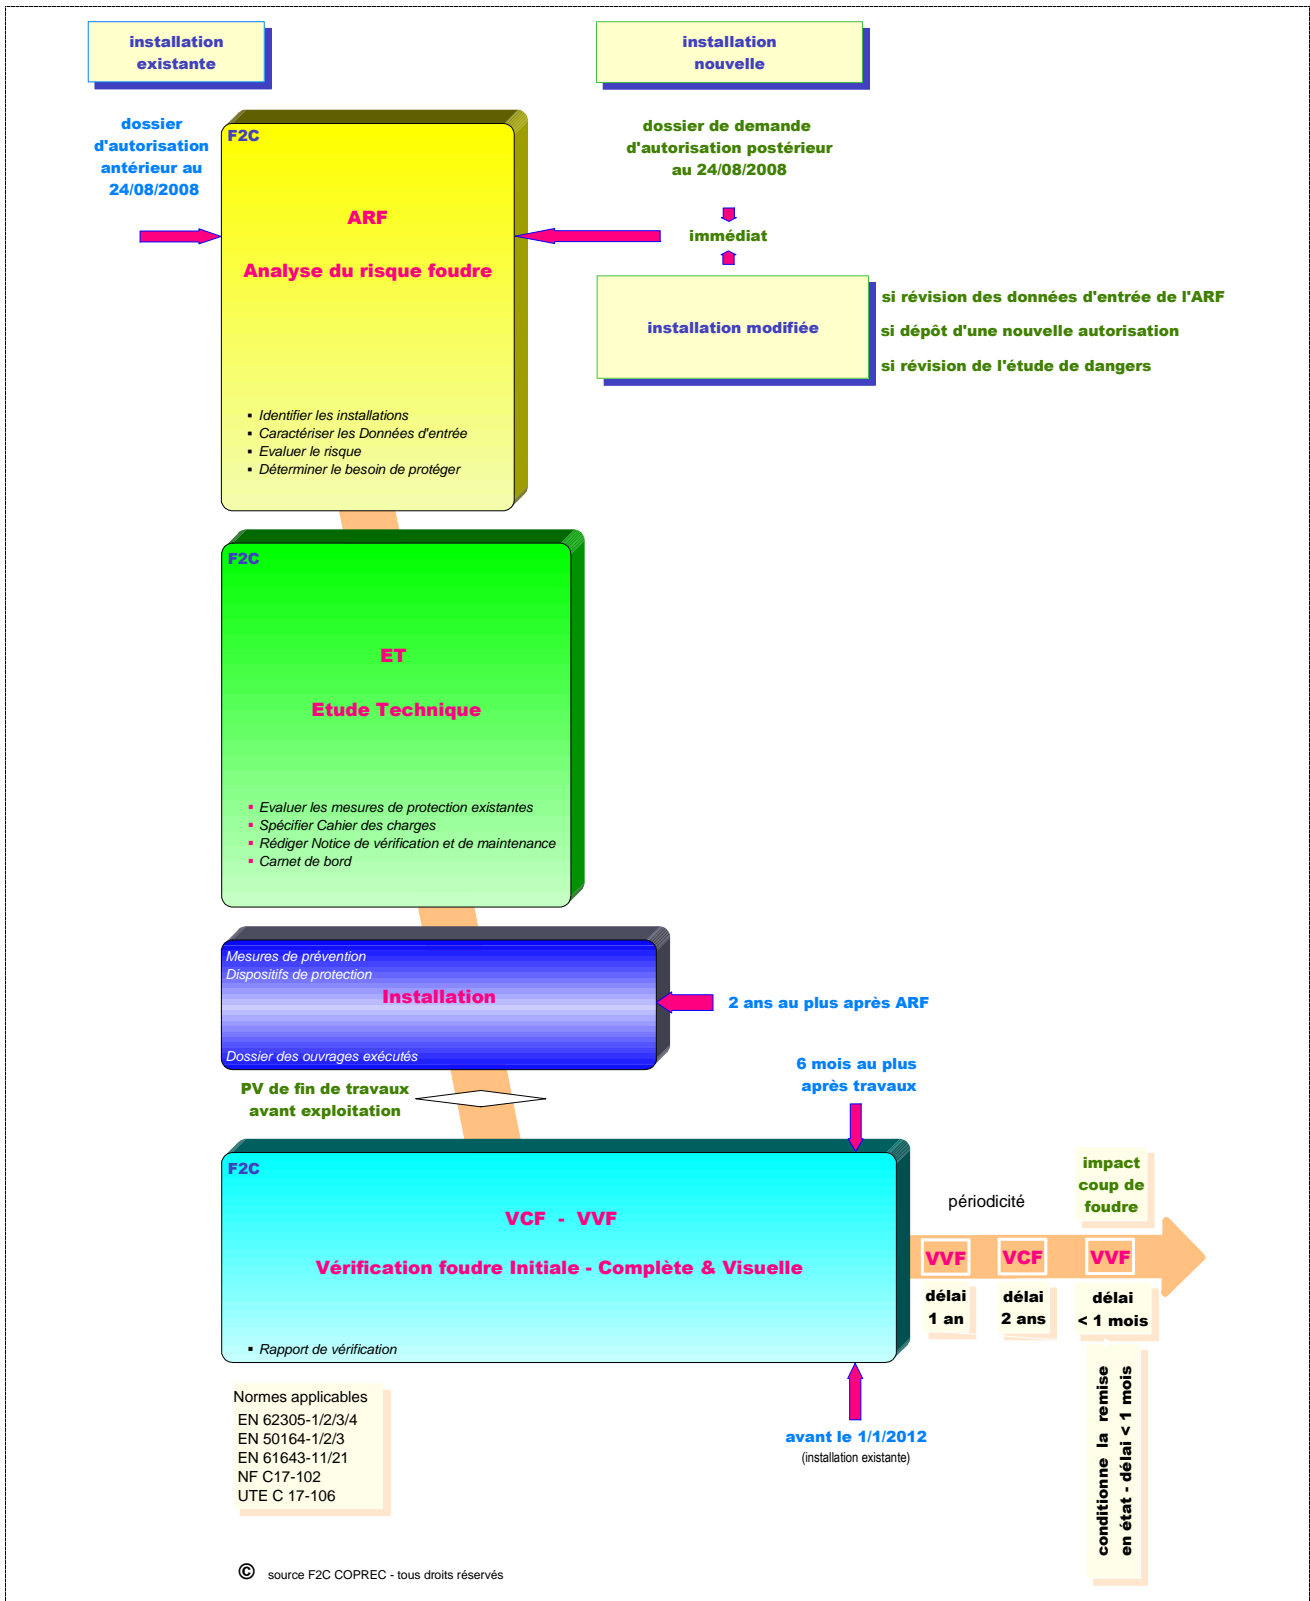 installation
existante
installation
nouvelle
dossier
d'autorisation
antérieur au
24/08/2008
F2C
ARF
Analyse du risque foudre
▪ Identifier les installations
▪ Caractériser les Données d'entrée
▪ Evaluer le risque
▪ Déterminer le besoin de protéger
dossier de demande
d'autorisation postérieur
au 24/08/2008
immédiat
installation modifiée
si révision des données d'entrée de l'ARF
si dépôt d'une nouvelle autorisation
si révision de l'étude de dangers
F2C
ET
Etude Technique
▪ Evaluer les mesures de protection existantes
▪ Spécifier Cahier des charges
▪ Rédiger Notice de vérification et de maintenance
▪ Carnet de bord
Mesures de prévention
Dispositifs de protection
Installation
Dossier des ouvrages exécutés
2 ans au plus après ARF
PV de fin de travaux
avant exploitation
6 mois au plus
après travaux
F2C
VCF - VVF
Vérification foudre Initiale - Complète & Visuelle
▪ Rapport de vérification
périodicité
impact
coup de
foudre
VVF
VCF
VVF
délai
1 an
délai
2 ans
délai
< 1 mois
conditionne la remise
en état - délai < 1 mois
avant le 1/1/2012
(installation existante)
Normes applicables
EN 62305-1/2/3/4
EN 50164-1/2/3
EN 61643-11/21
NF C17-102
UTE C 17-106
© source F2C COPREC - tous droits réservés